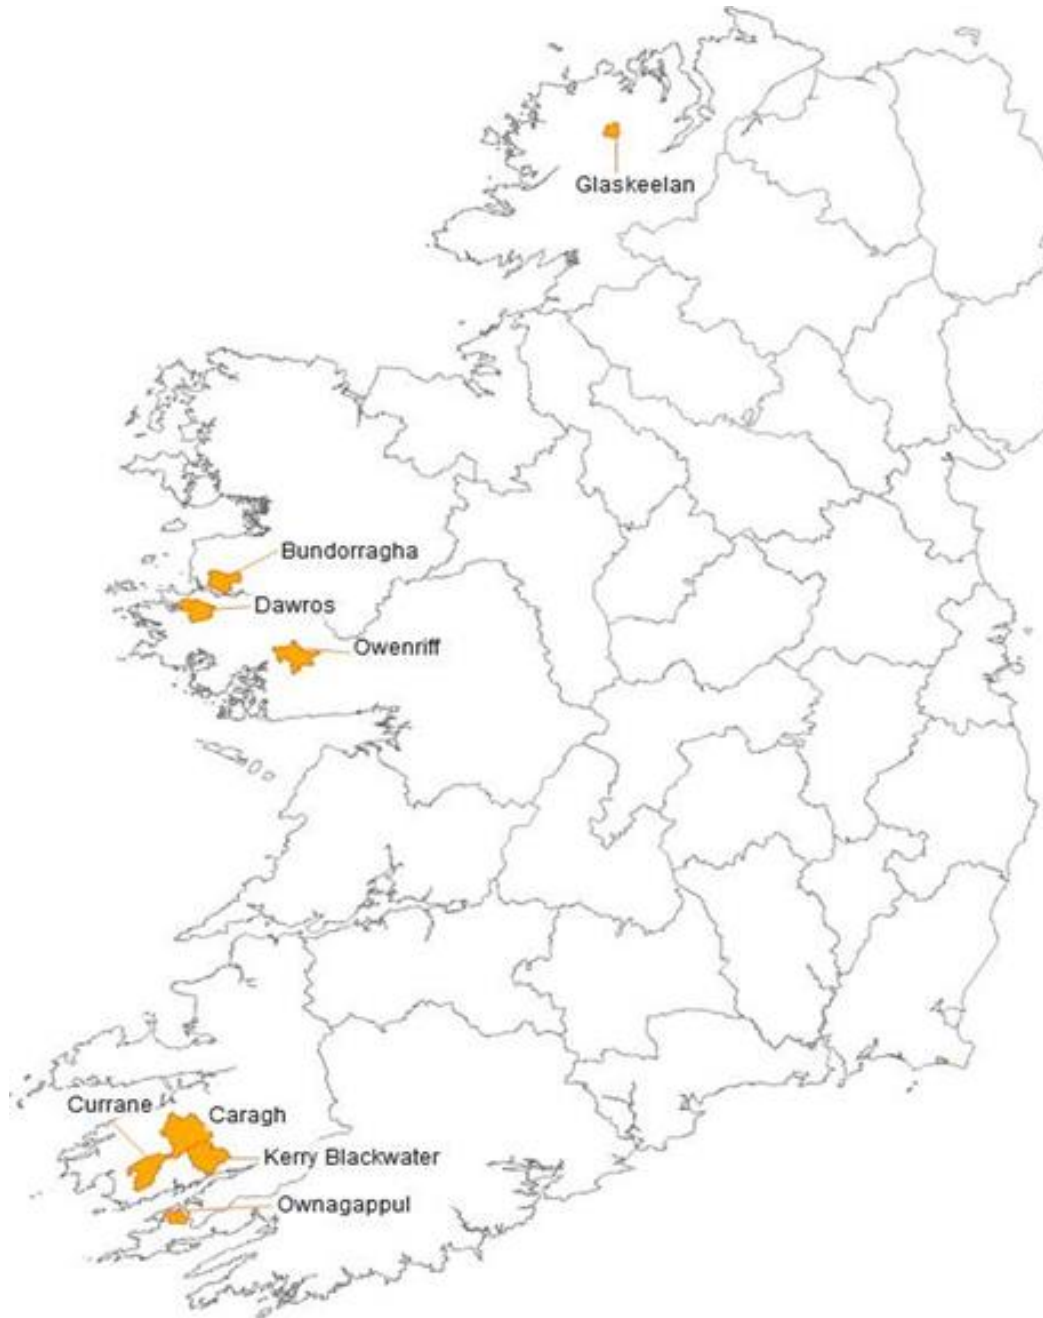 Glaskeelan
Bundorragha
Dawros
Owenriff
Currane
Caragh
Kerry Blackwater
Ownagappul